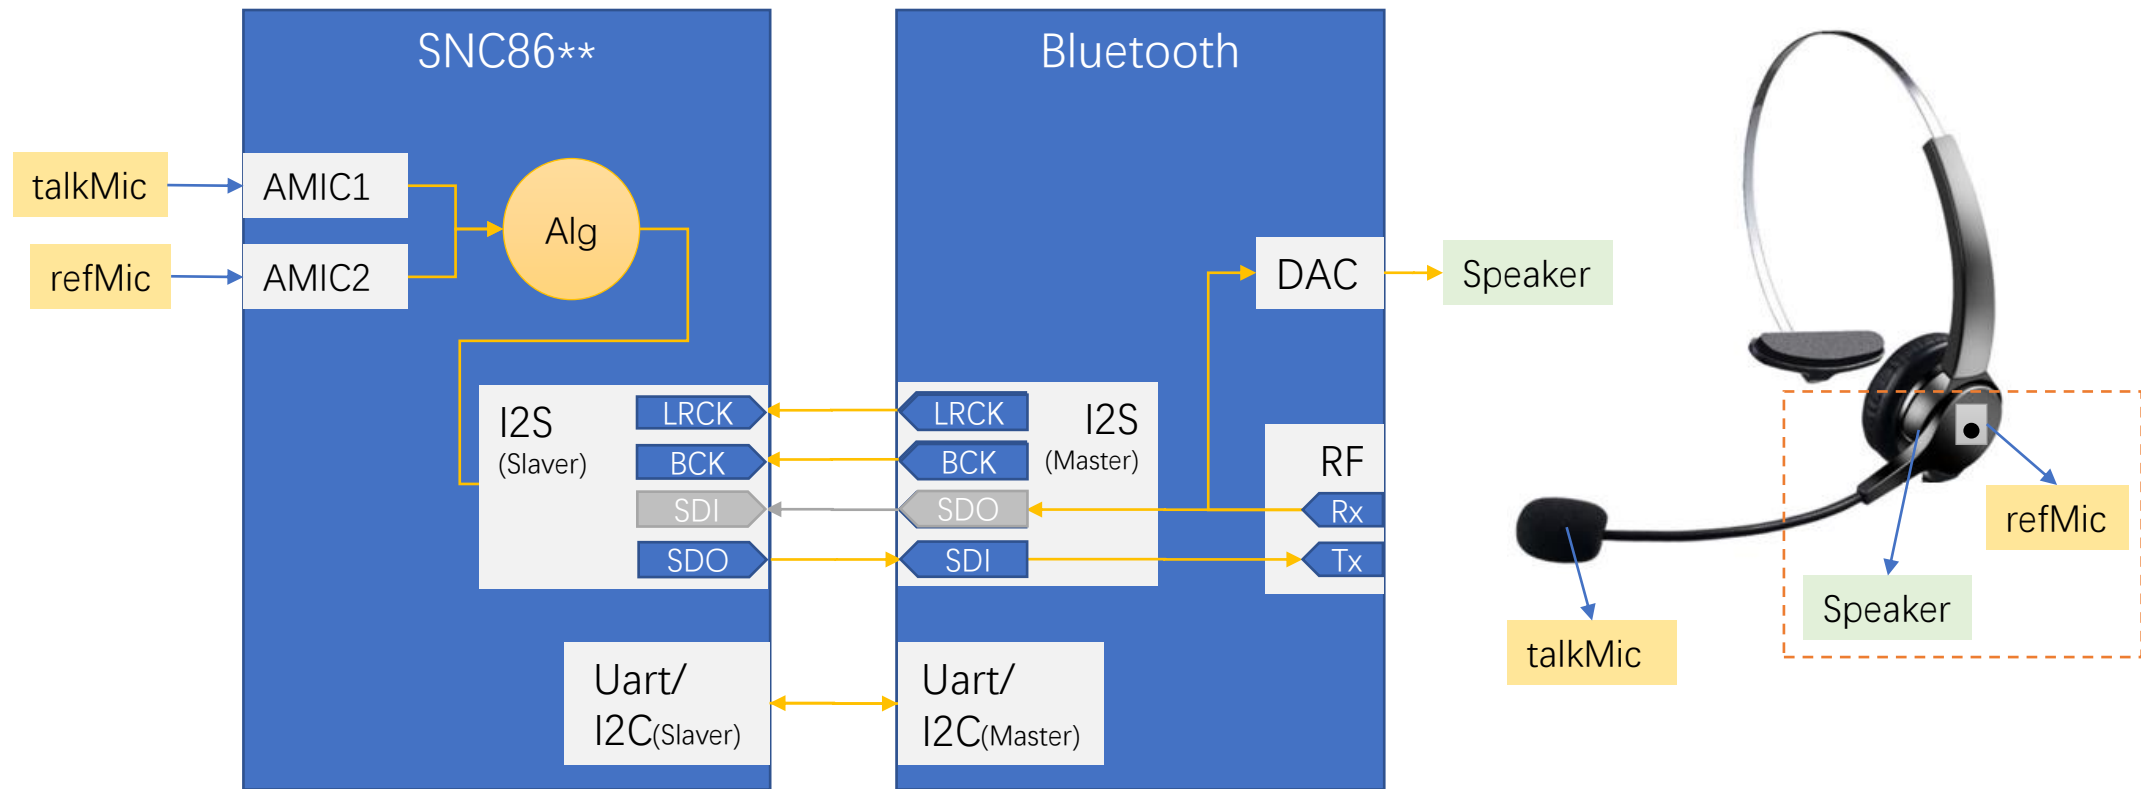 SNC86**
Bluetooth
talkMic
AMIC1
refMic
AMIC2
Alg
DAC
Speaker
I2S
(Slaver)
LRCK
BCK
SDI
SDO
LRCK
BCK
SDO
SDI
I2S
(Master)
RF
Rx
Tx
Uart/
I2C(Slaver)
Uart/
I2C(Master)
refMic
Speaker
talkMic